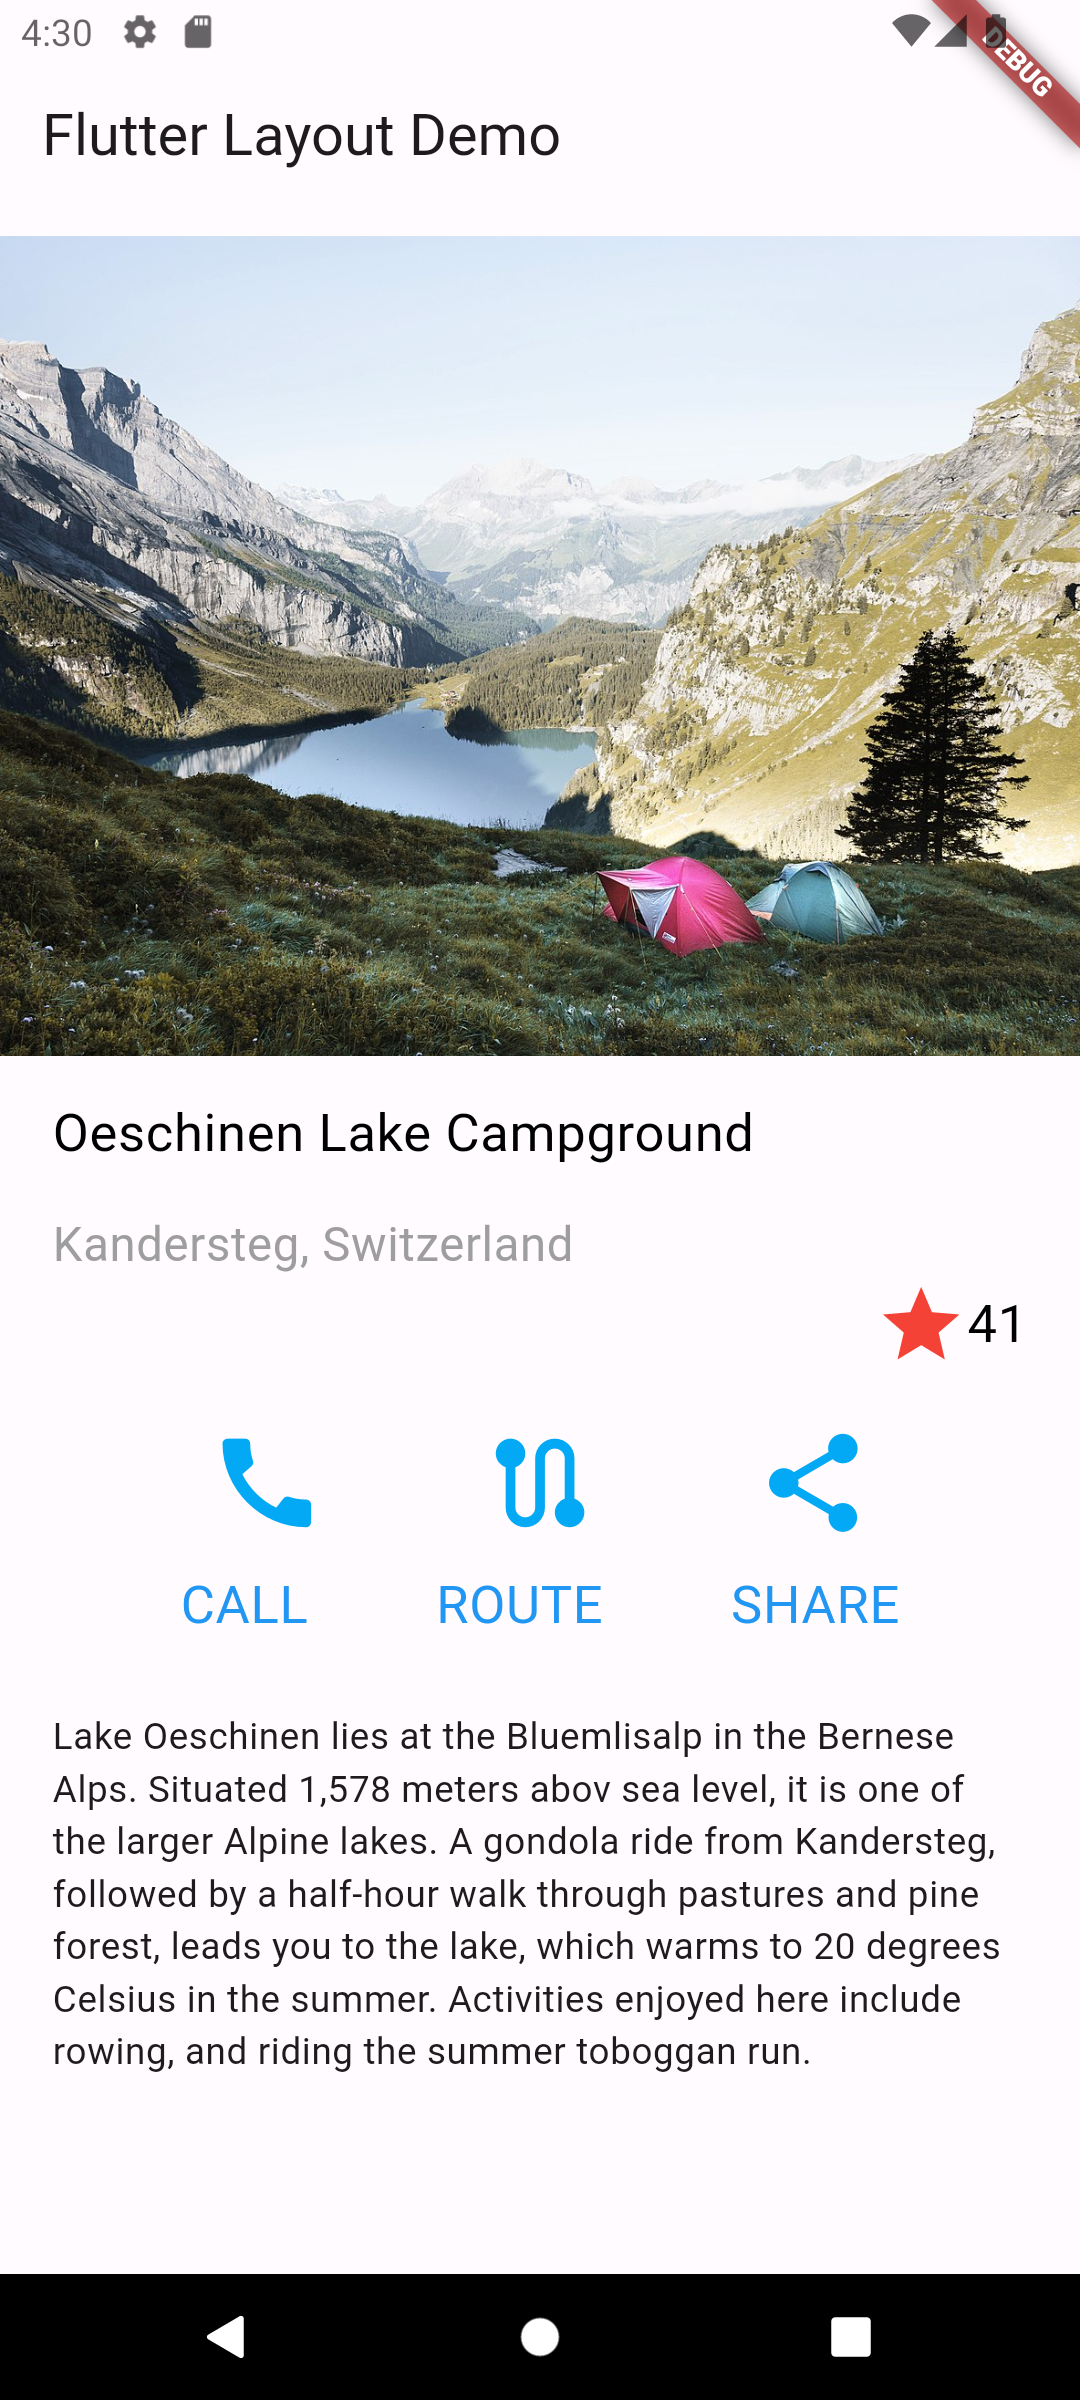 4:30
DEBUG
Flutter Layout Demo
Oeschinen Lake Campground
Kandersteg, Switzerland
41
CALL ROUTE SHARE
Lake Oeschinen lies at the Bluemlisalp in the Bernese
Alps. Situated 1,578 meters abov sea level, it is one of
the larger Alpine lakes. A gondola ride from Kandersteg,
followed by a half-hour walk through pastures and pine
forest, leads you to the lake, which warms to 20 degrees
Celsius in the summer. Activities enjoyed here include
rowing, and riding the summer toboggan run.